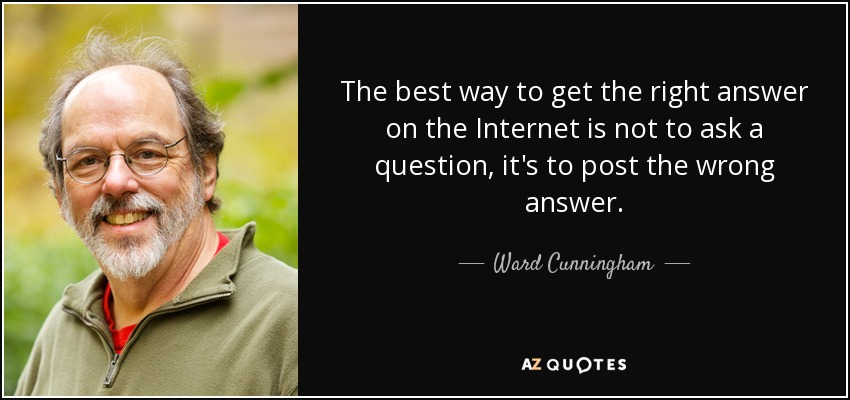 The best way to get the right answer
on the Internet is not to ask a
question, it's to post the wrong
answer.
Ward Cunningham
AZ QUOTES